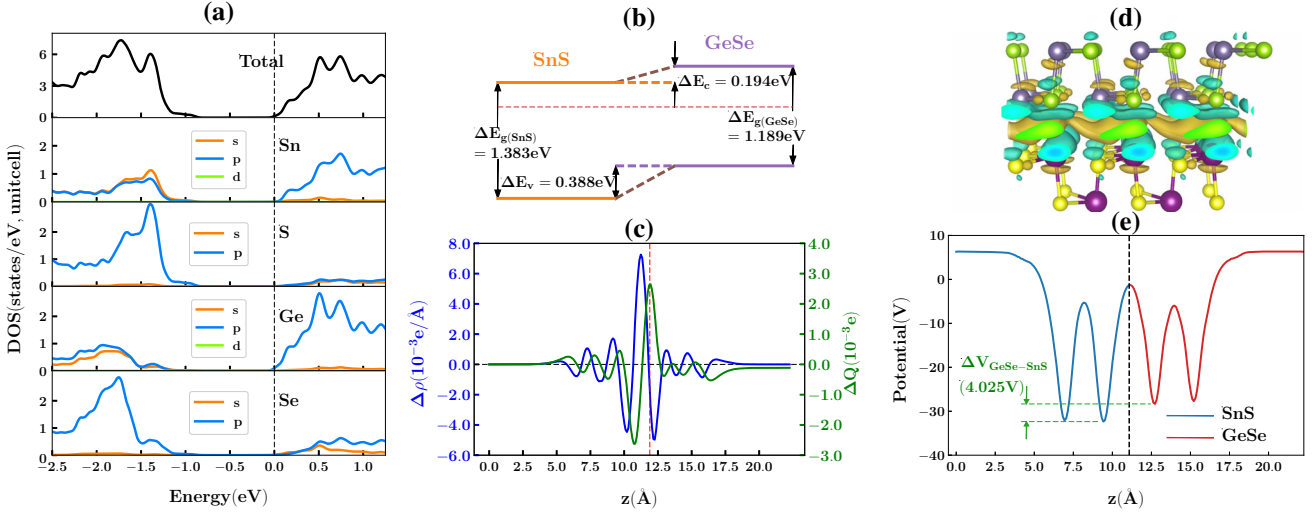 (a)
DOS(states/eV, unitcell)
Total
0
3
6
Sn
s
p
d
0
1
2
S
s
p
0
1
2
Ge
s
p
d
0
1
2
Se
s
p
0
1
2
−2.5 −2.0 −1.5 −1.0 −0.5 0.0 0.5 1.0
Energy(eV)
(b)
SnS
GeSe
ΔE_c = 0.194eV
ΔE_g(SnS)
= 1.383eV
ΔE_g(GeSe)
= 1.189eV
ΔE_v = 0.388eV
(c)
8.0
6.0
4.0
2.0
0.0
−2.0
−4.0
−6.0
Δρ(10⁻³e/Å)
4.0
3.0
2.0
1.0
0.0
−1.0
−2.0
−3.0
ΔQ(10⁻³e)
0.0 2.5 5.0 7.5 10.0 12.5 15.0 17.5 20.0
z(Å)
(d)
(e)
10
0
−10
−20
−30
−40
Potential(V)
ΔV_GeSe−SnS
(4.025V)
SnS
GeSe
0.0 2.5 5.0 7.5 10.0 12.5 15.0 17.5 20.0
z(Å)